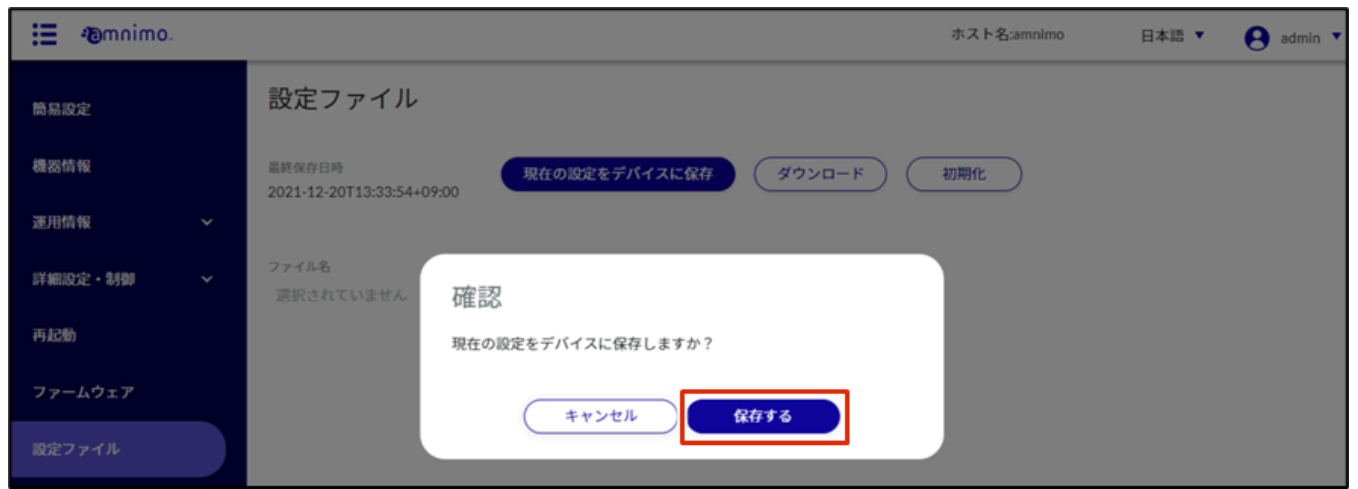 amnimo.
ホスト名:amnimo
日本語 ▼
admin ▼
簡易設定
機器情報
運用情報
詳細設定・制御
再起動
ファームウェア
設定ファイル
設定ファイル
最終保存日時
2021-12-20T13:33:54+09:00
現在の設定をデバイスに保存
ダウンロード
初期化
ファイル名
選択されていません
確認
現在の設定をデバイスに保存しますか？
キャンセル
保存する